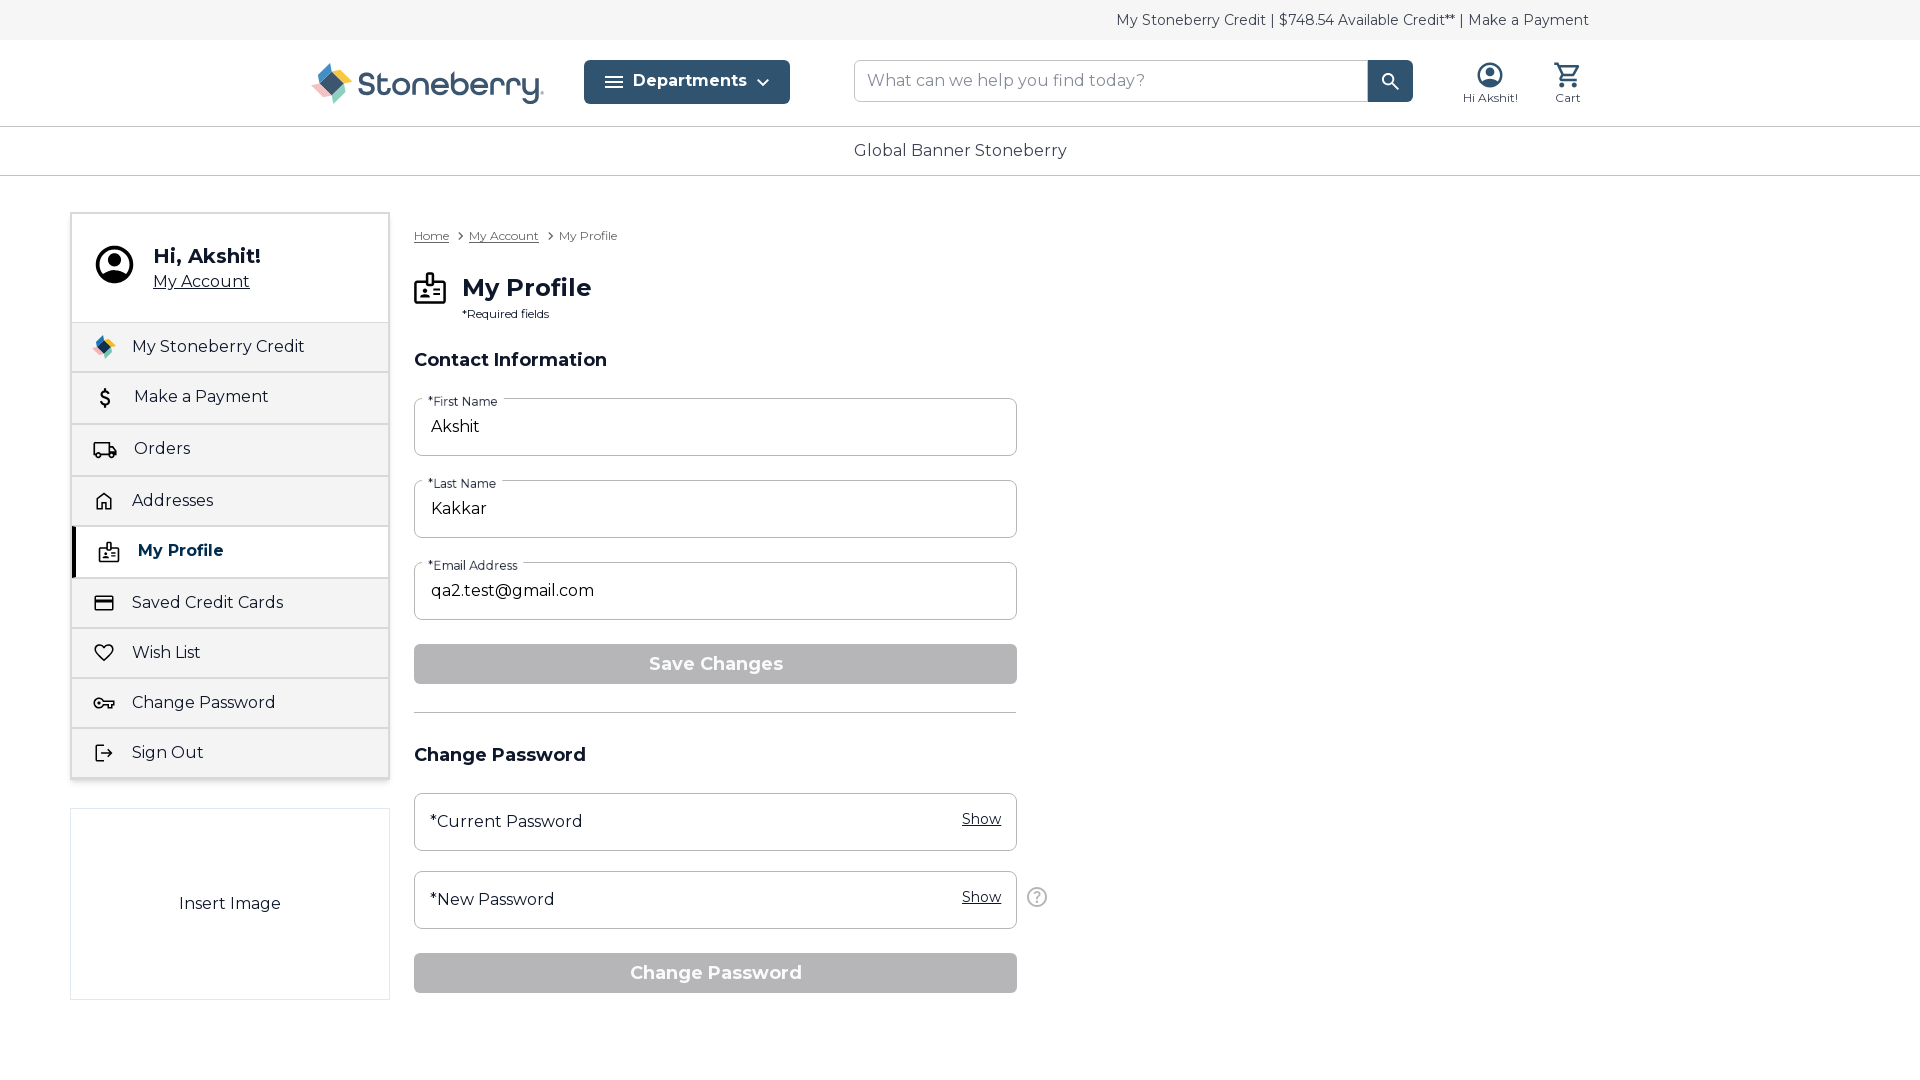 My Stoneberry Credit | $748.54 Available Credit** | Make a Payment
Stoneberry
Departments
What can we help you find today?
Hi Akshit!
Cart
Global Banner Stoneberry
Hi, Akshit!
My Account
My Stoneberry Credit
Make a Payment
Orders
Addresses
My Profile
Saved Credit Cards
Wish List
Change Password
Sign Out
Insert Image
Home > My Account > My Profile
My Profile
*Required fields
Contact Information
*First Name
Akshit
*Last Name
Kakkar
*Email Address
qa2.test@gmail.com
Save Changes
Change Password
*Current Password Show
*New Password Show
Change Password